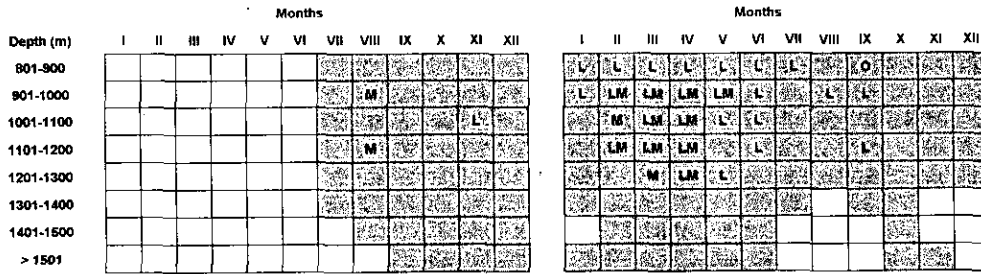 Months Months
Depth (m) I II III IV V VI VII VIII IX X XI XII I II III IV V VI VII VIII IX X XI XII
801-900 L L L L L L L O
901-1000 M L LM LM LM LM L L L
1001-1100 L M LM LM L L
1101-1200 M LM LM LM L L
1201-1300 M LM L
1301-1400
1401-1500
> 1501